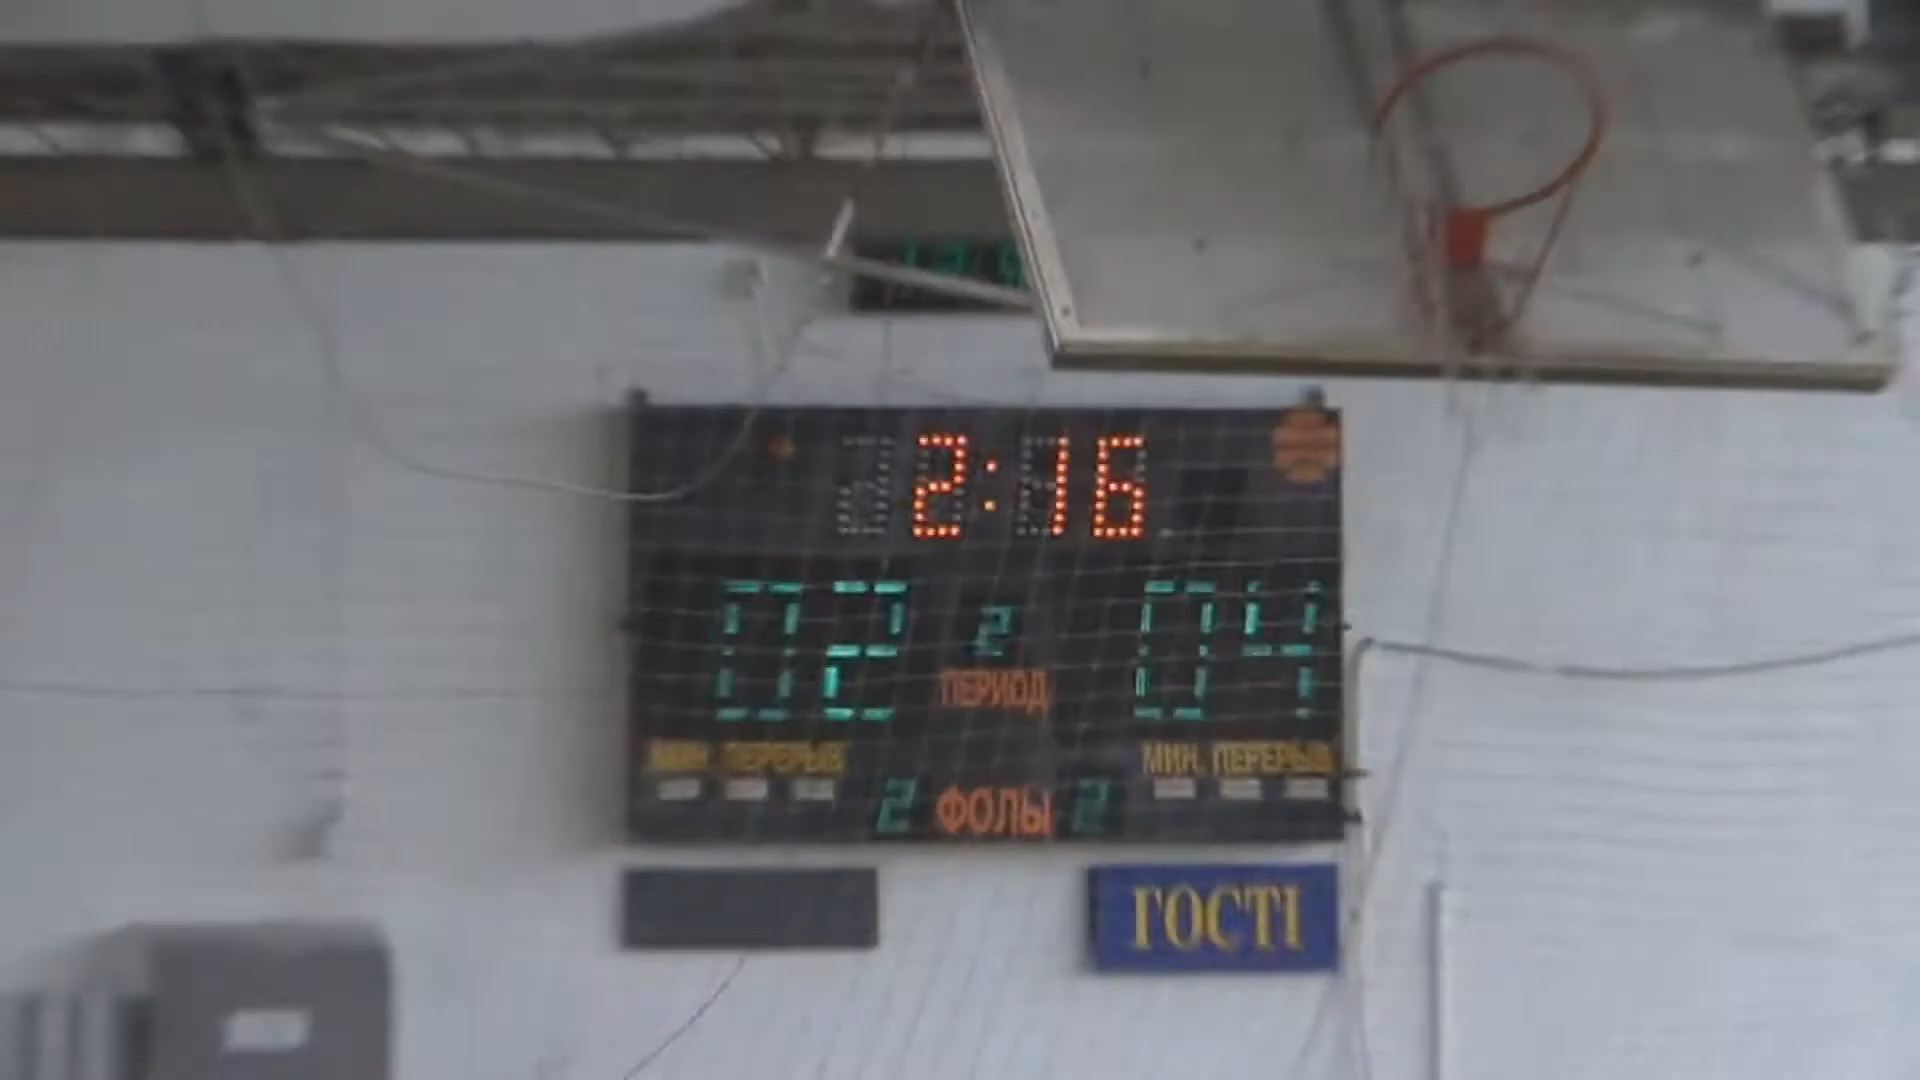 2:16
02 2 04
ПЕРИОД
МИН. ПЕРЕРЫВ МИН. ПЕРЕРЫВ
2 ФОЛЫ 2
ГОСТІ